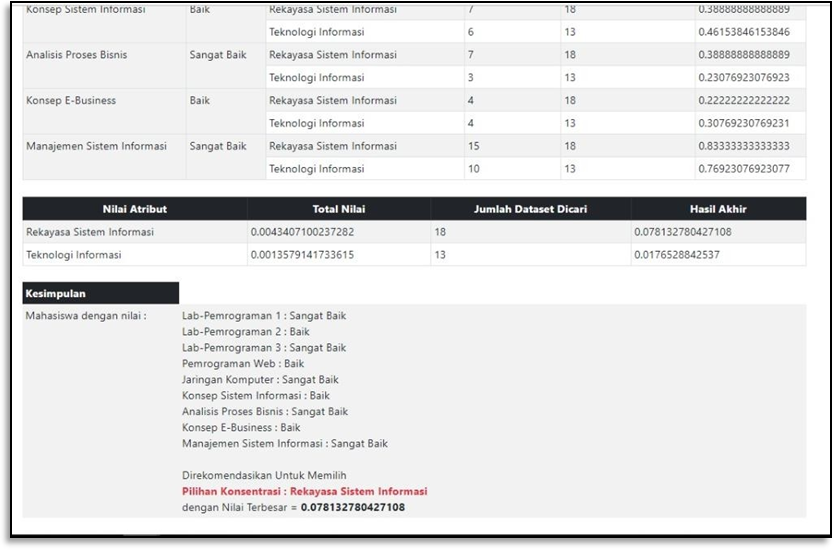 Konsep Sistem Informasi Baik Rekayasa Sistem Informasi 7 18 0.38888888888889
Teknologi Informasi 6 13 0.46153846153846
Analisis Proses Bisnis Sangat Baik Rekayasa Sistem Informasi 7 18 0.38888888888889
Teknologi Informasi 3 13 0.23076923076923
Konsep E-Business Baik Rekayasa Sistem Informasi 4 18 0.22222222222222
Teknologi Informasi 4 13 0.30769230769231
Manajemen Sistem Informasi Sangat Baik Rekayasa Sistem Informasi 15 18 0.83333333333333
Teknologi Informasi 10 13 0.76923076923077
Nilai Atribut Total Nilai Jumlah Dataset Dicari Hasil Akhir
Rekayasa Sistem Informasi 0.0043407100237282 18 0.078132780427108
Teknologi Informasi 0.0013579141733615 13 0.0176528842537
Kesimpulan
Mahasiswa dengan nilai : Lab-Pemrograman 1 : Sangat Baik
Lab-Pemrograman 2 : Baik
Lab-Pemrograman 3 : Sangat Baik
Pemrograman Web : Baik
Jaringan Komputer : Sangat Baik
Konsep Sistem Informasi : Baik
Analisis Proses Bisnis : Sangat Baik
Konsep E-Business : Baik
Manajemen Sistem Informasi : Sangat Baik
Direkomendasikan Untuk Memilih
Pilihan Konsentrasi : Rekayasa Sistem Informasi
dengan Nilai Terbesar = 0.078132780427108